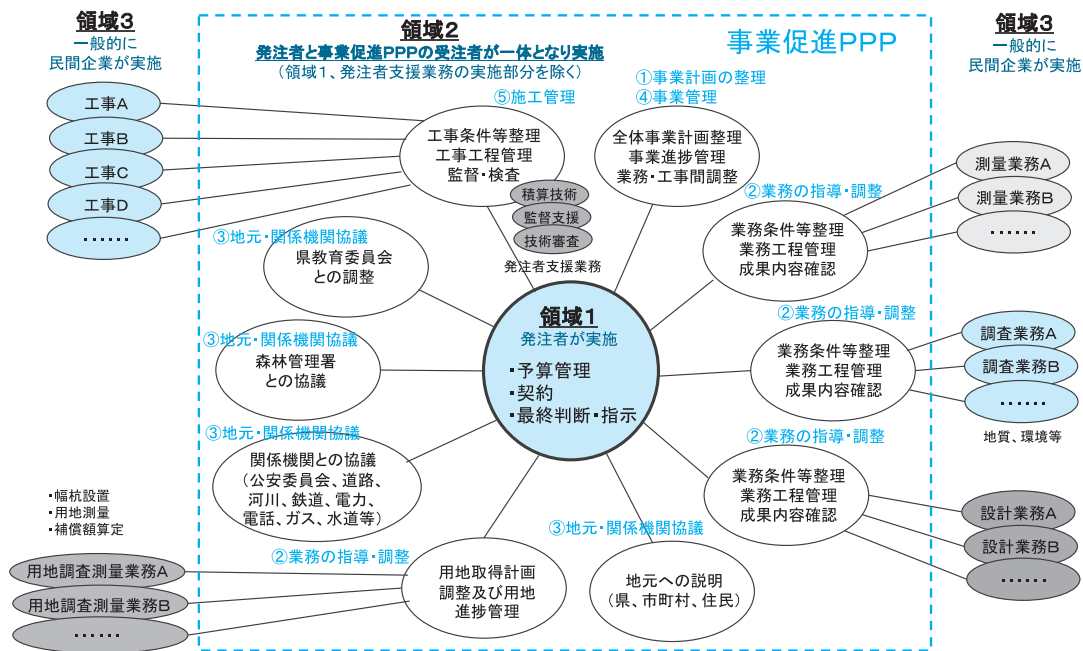 領域3
一般的に
民間企業が実施
工事A
工事B
工事C
工事D
・・・・・・
領域2
発注者と事業促進PPPの受注者が一体となり実施
(領域1、発注者支援業務の実施部分を除く)
事業促進PPP
⑤施工管理
工事条件等整理
工事工程管理
監督・検査
積算技術
監督支援
技術審査
発注者支援業務
①事業計画の整理
④事業管理
全体事業計画整理
事業進捗管理
業務・工事間調整
②業務の指導・調整
業務条件等整理
業務工程管理
成果内容確認
領域3
一般的に
民間企業が実施
測量業務A
測量業務B
・・・・・・
③地元・関係機関協議
県教育委員会
との調整
③地元・関係機関協議
森林管理署
との協議
領域1
発注者が実施
・予算管理
・契約
・最終判断・指示
②業務の指導・調整
業務条件等整理
業務工程管理
成果内容確認
調査業務A
調査業務B
・・・・・・
地質、環境等
③地元・関係機関協議
関係機関との協議
(公安委員会、道路、
河川、鉄道、電力、
電話、ガス、水道等)
②業務の指導・調整
業務条件等整理
業務工程管理
成果内容確認
設計業務A
設計業務B
・・・・・・
・幅杭設置
・用地測量
・補償額算定
用地調査測量業務A
用地調査測量業務B
・・・・・・
②業務の指導・調整
用地取得計画
調整及び用地
進捗管理
③地元・関係機関協議
地元への説明
(県、市町村、住民)